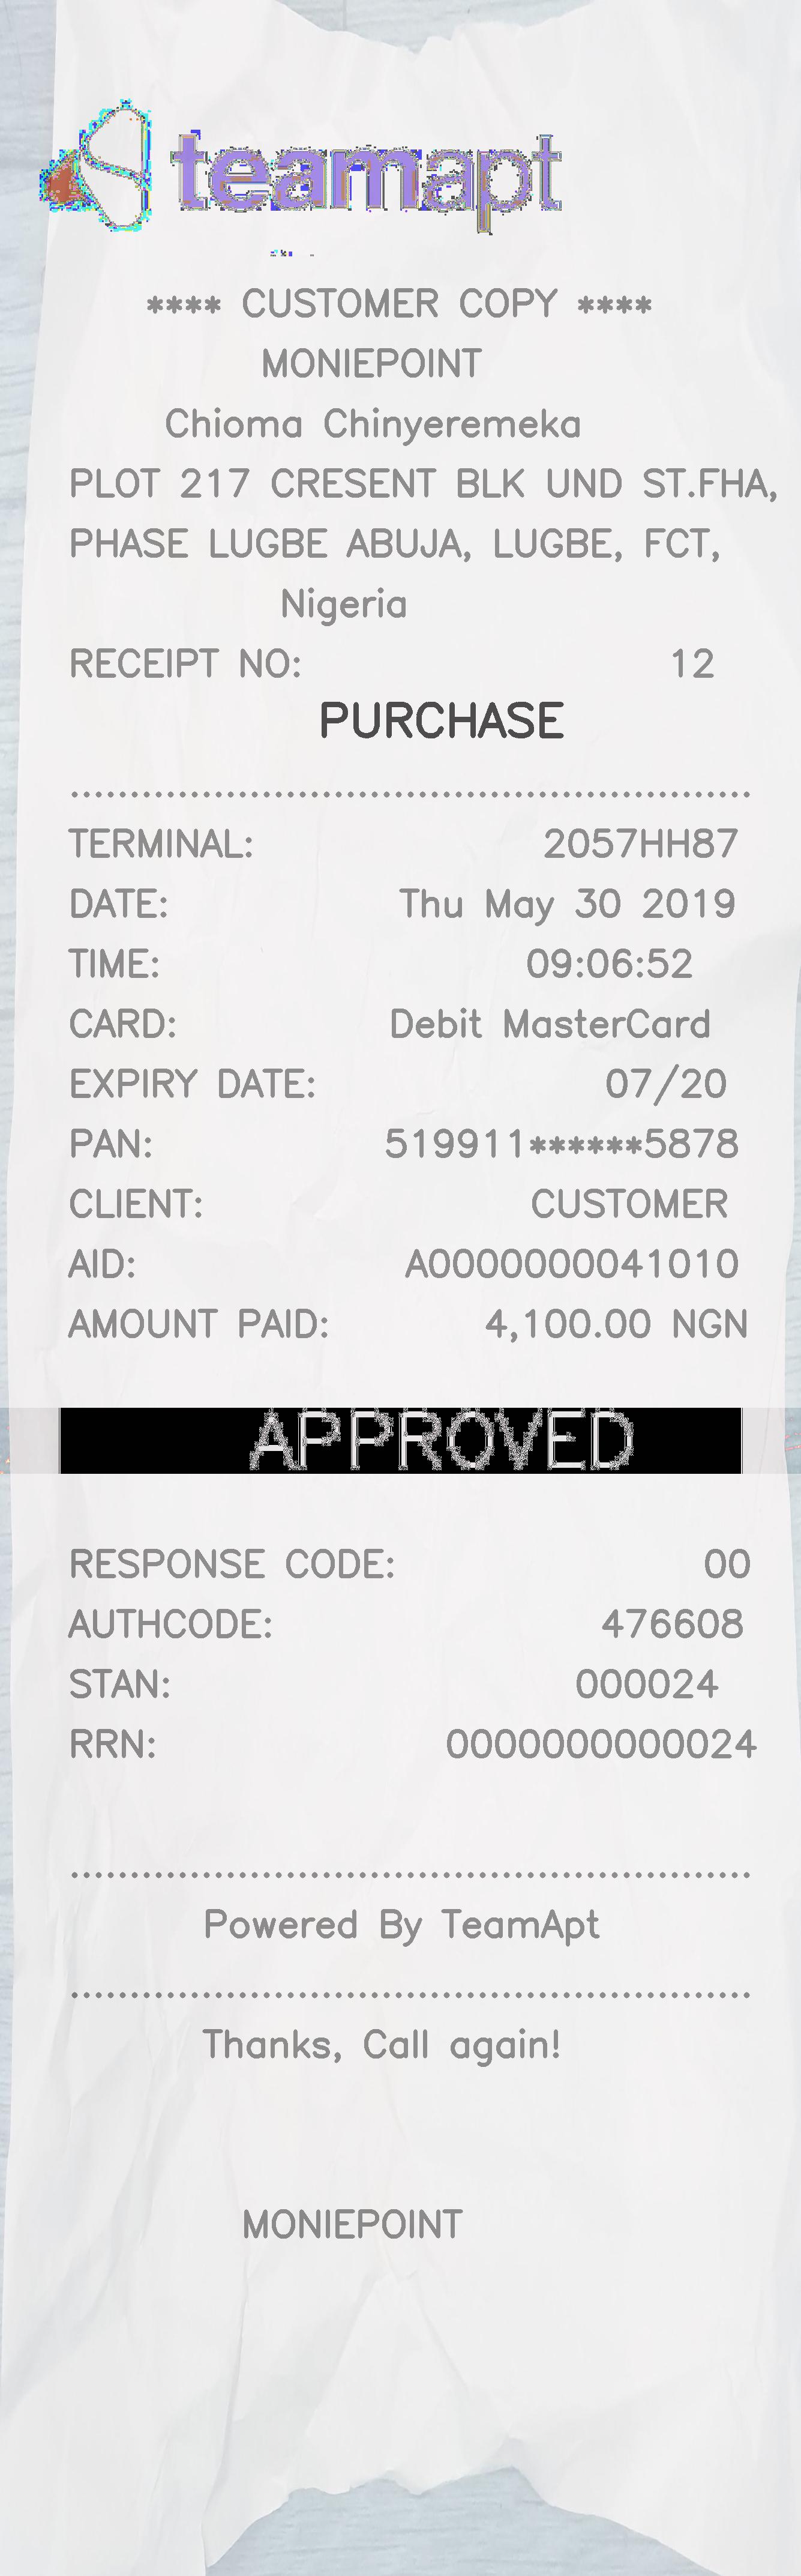 teamapt
**** CUSTOMER COPY ****
MONIEPOINT
Chioma Chinyeremeka
PLOT 217 CRESENT BLK UND ST.FHA,
PHASE LUGBE ABUJA, LUGBE, FCT,
Nigeria
RECEIPT NO: 12
PURCHASE
TERMINAL: 2057HH87
DATE: Thu May 30 2019
TIME: 09:06:52
CARD: Debit MasterCard
EXPIRY DATE: 07/20
PAN: 519911******5878
CLIENT: CUSTOMER
AID: A0000000041010
AMOUNT PAID: 4,100.00 NGN
APPROVED
RESPONSE CODE: 00
AUTHCODE: 476608
STAN: 000024
RRN: 0000000000024
Powered By TeamApt
Thanks, Call again!
MONIEPOINT